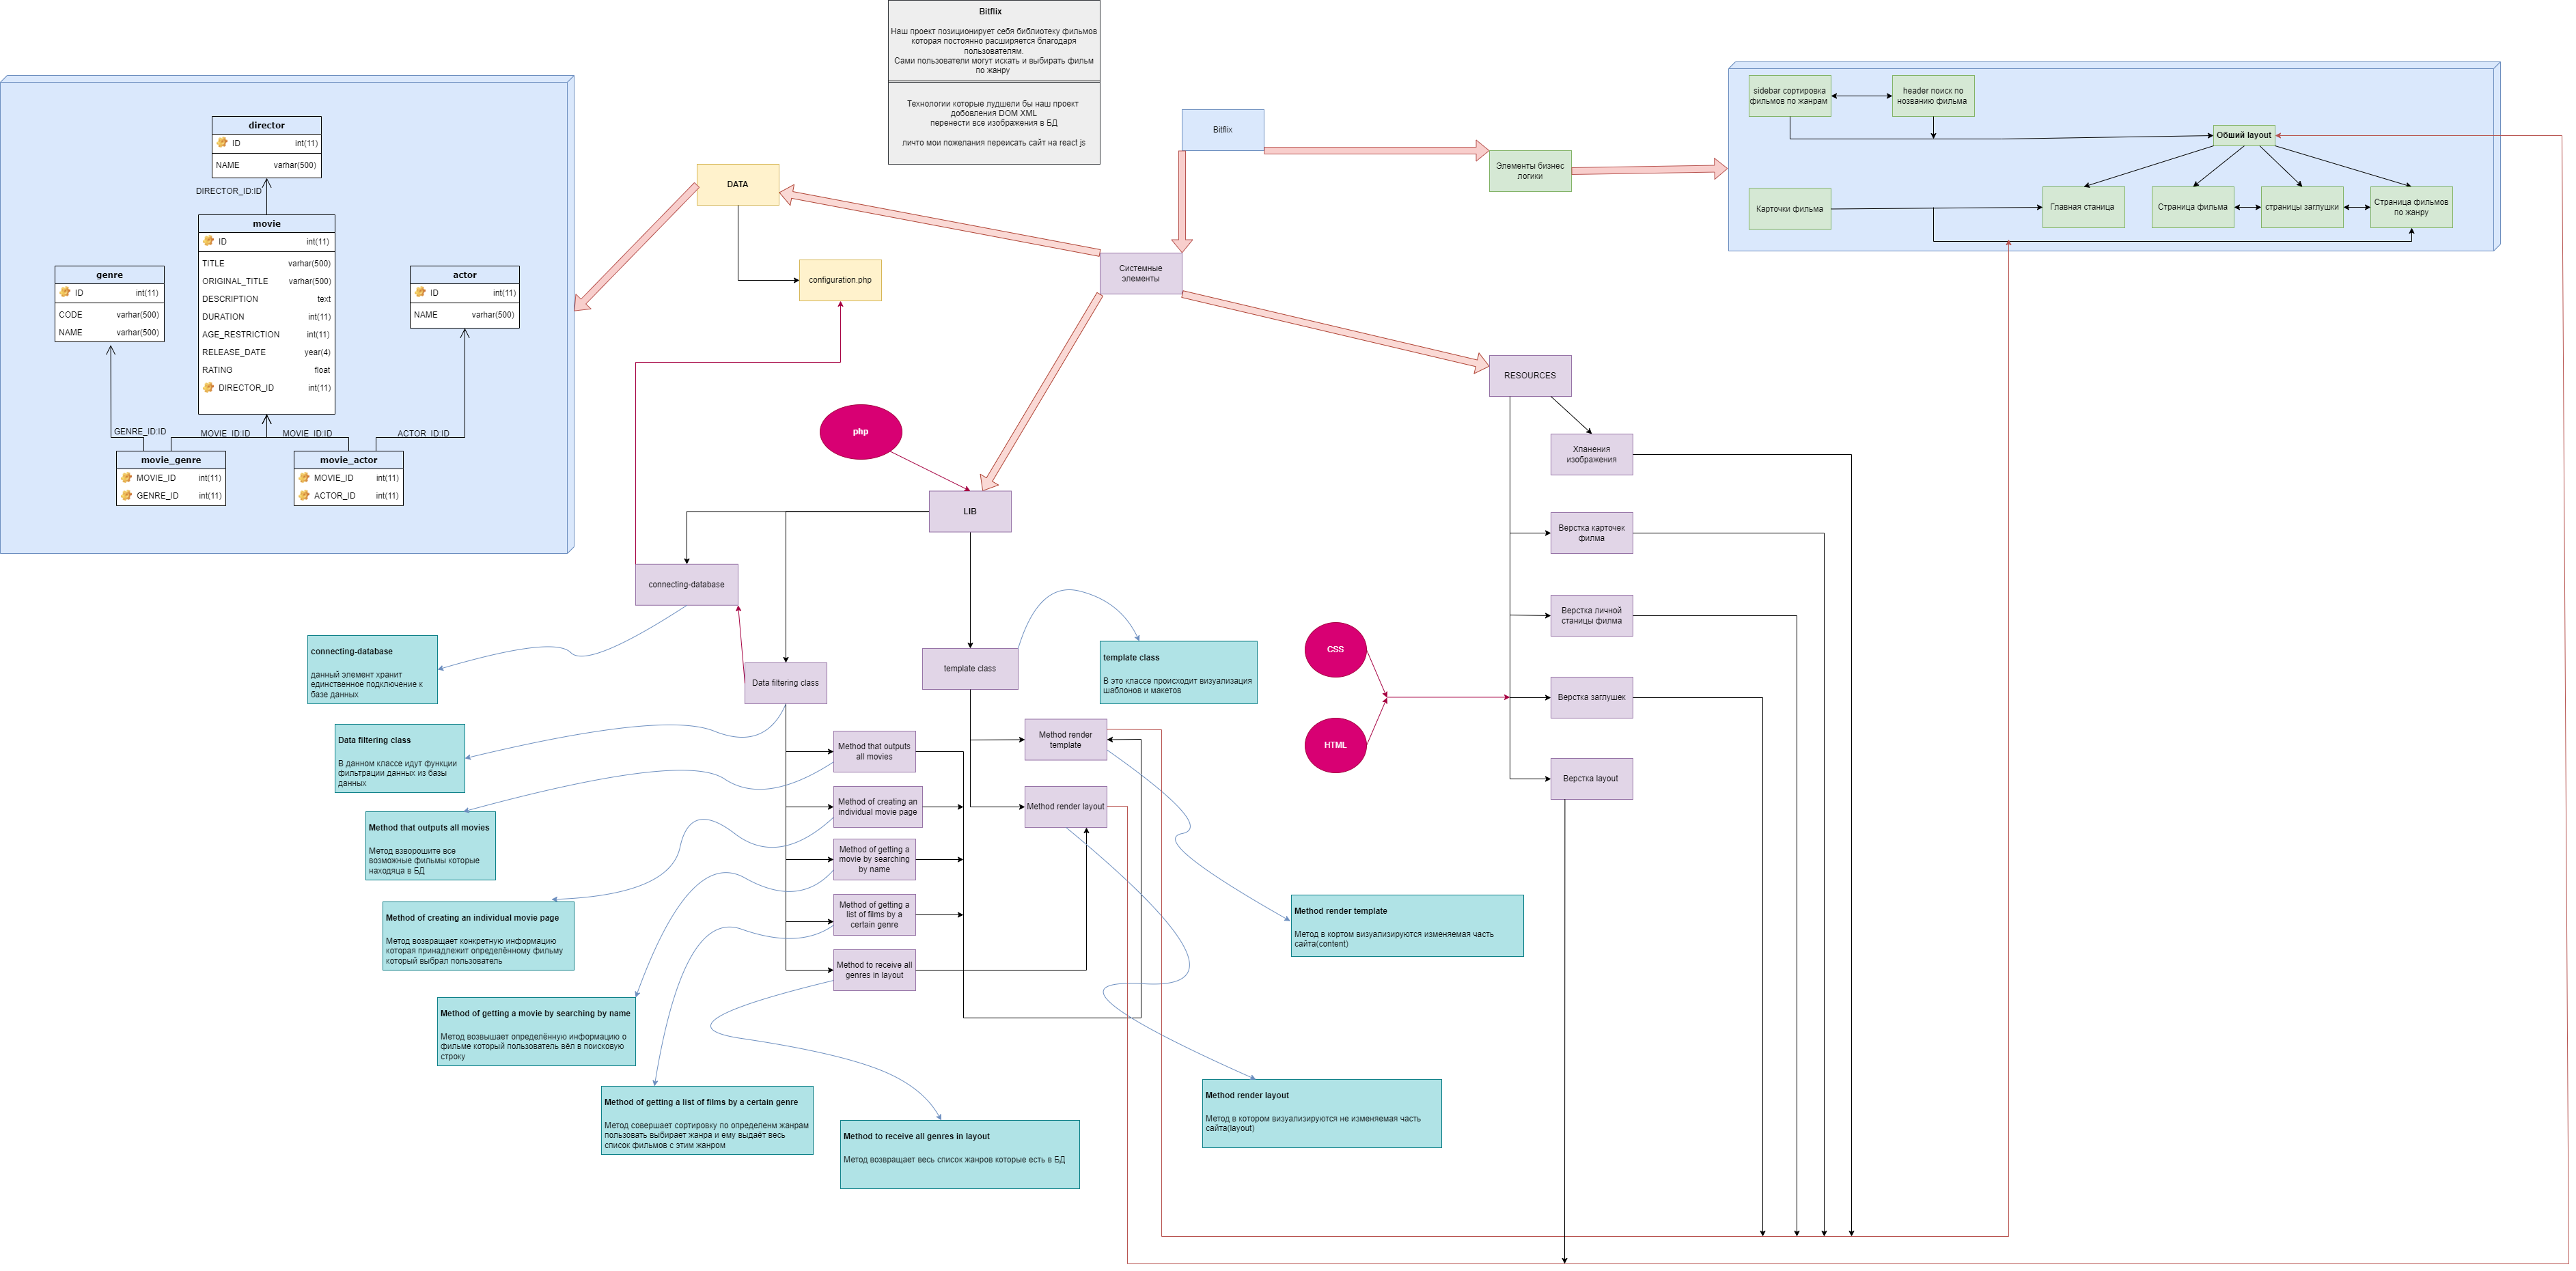 Bitflix
Наш проект позиционирует себя библиотеку фильмов
которая постоянно расширяется благодаря
пользователям.
Сами пользователи могут искать и выбирать фильм
по жанру
Технологии которые лудшели бы наш проект
добовления DOM XML
перенести все изображения в БД
личто мои пожелания переисать сайт на react js
director
ID int(11)
NAME varchar(500)
DIRECTOR_ID:ID
movie
ID int(11)
TITLE varchar(500)
ORIGINAL_TITLE varchar(500)
DESCRIPTION text
DURATION int(11)
AGE_RESTRICTION int(11)
RELEASE_DATE year(4)
RATING float
DIRECTOR_ID int(11)
genre
ID int(11)
CODE varchar(500)
NAME varchar(500)
actor
ID int(11)
NAME varchar(500)
GENRE_ID:ID
MOVIE_ID:ID
MOVIE_ID:ID
ACTOR_ID:ID
movie_genre
MOVIE_ID int(11)
GENRE_ID int(11)
movie_actor
MOVIE_ID int(11)
ACTOR_ID int(11)
DATA
configuration.php
Bitflix
Элементы бизнес
логики
Системные
элементы
sidebar сортировка
фильмов по жанрам
header поиск по
нозванию фильма
Обший layout
Карточки фильма
Главная станица
Страница фильма
страницы заглушки
Страница фильмов
по жанру
RESOURCES
Хпанения
изображения
Верстка карточек
филма
Верстка личной
станицы филма
Верстка заглушек
Верстка layout
CSS
HTML
php
LIB
connecting-database
Data filtering class
template class
Method that outputs
all movies
Method of creating an
individual movie page
Method of getting a
movie by searching
by name
Method of getting a
list of films by a
certain genre
Method to receive all
genres in layout
Method render
template
Method render layout
connecting-database
данный элемент хранит
единственное подключение к
базе данных
Data filtering class
В данном классе идут функции
фильтрации данных из базы
данных
Method that outputs all movies
Метод взворошите все
возможные фильмы которые
находяца в БД
Method of creating an individual movie page
Метод возвращает конкретную информацию
которая принадлежит определённому фильму
который выбрал пользователь
Method of getting a movie by searching by name
Метод возвышает определённую информацию о
фильме который пользователь вёл в поисковую
строку
Method of getting a list of films by a certain genre
Метод совершает сортировку по определенм жанрам
пользовать выбирает жанра и ему выдаёт весь
список фильмов с этим жанром
Method to receive all genres in layout
Метод возвращает весь список жанров которые есть в БД
template class
В это классе происходит визуализация
шаблонов и макетов
Method render template
Метод в кортом визуализируются изменяемая часть
сайта(content)
Method render layout
Метод в котором визуализируются не изменяемая часть
сайта(layout)